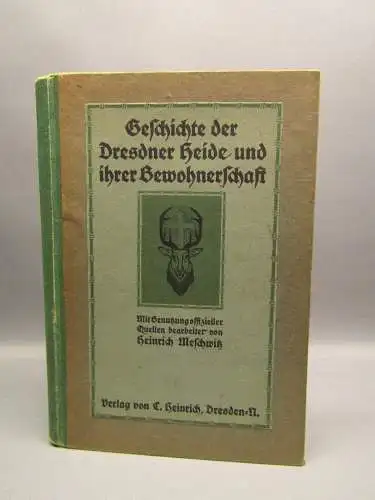 Geschichte der
Dresdner Heide und
ihrer Bewohnerschaft
Mit Benutzung offizieller
Quellen bearbeitet von
Heinrich Meschwitz
Verlag von C. Heinrich, Dresden-N.